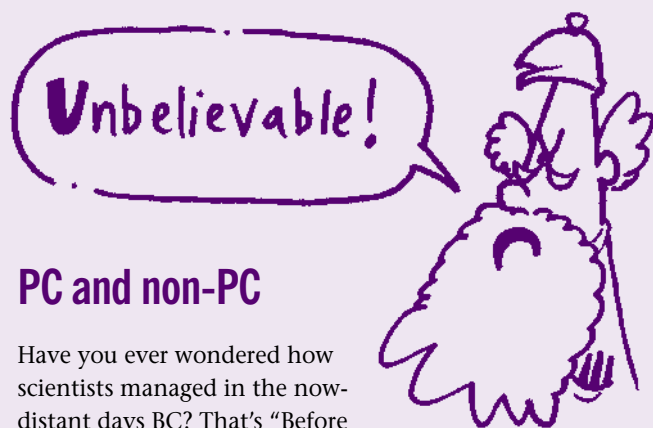 Unbelievable!
PC and non-PC
Have you ever wondered how
scientists managed in the now-
distant days BC? That's “Before